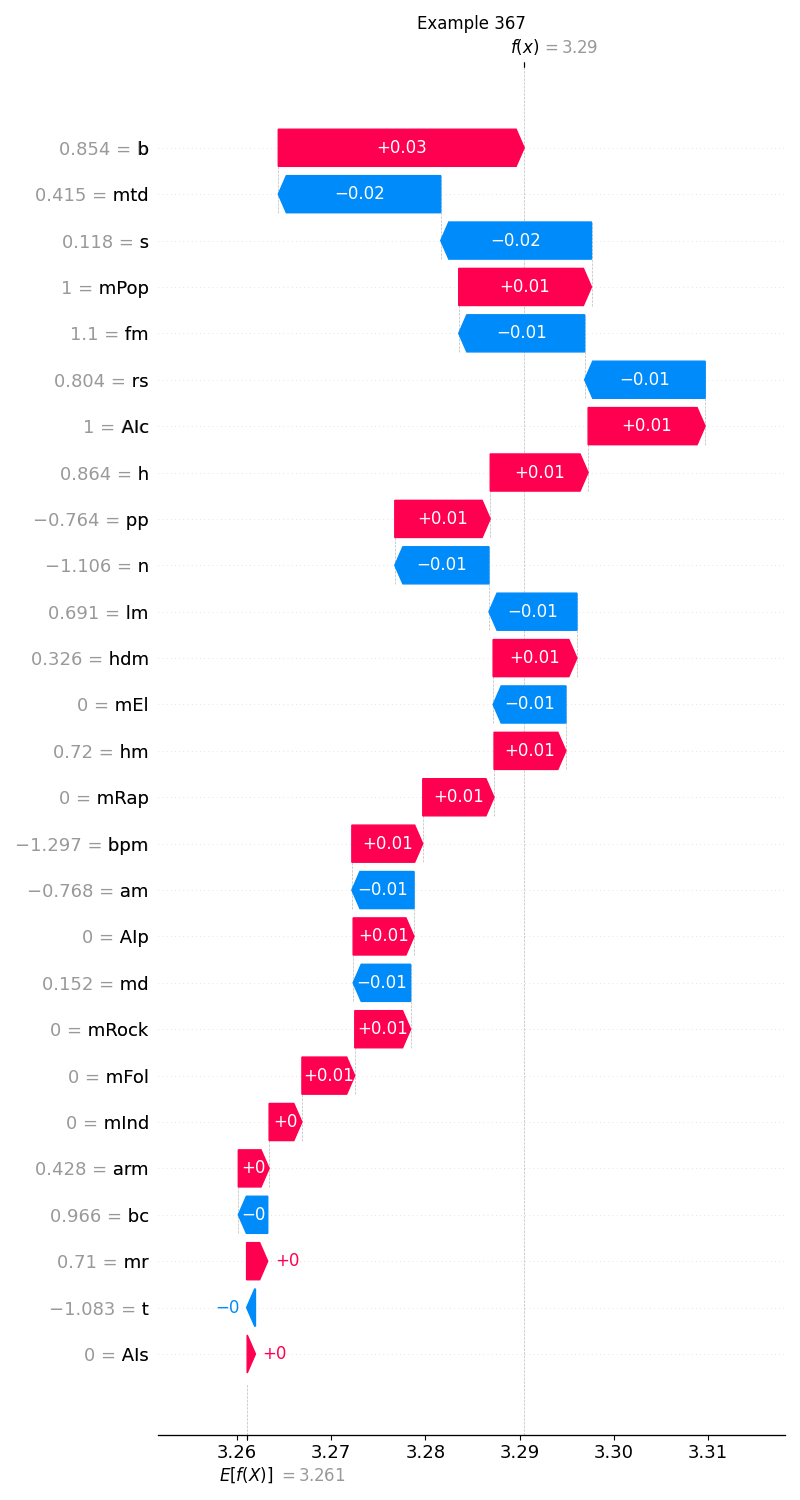 Example 367
f(x) = 3.29
0.854 = b +0.03
0.415 = mtd −0.02
0.118 = s −0.02
1 = mPop +0.01
1.1 = fm −0.01
0.804 = rs −0.01
1 = Alc +0.01
0.864 = h +0.01
−0.764 = pp +0.01
−1.106 = n −0.01
0.691 = lm −0.01
0.326 = hdm +0.01
0 = mEl −0.01
0.72 = hm +0.01
0 = mRap +0.01
−1.297 = bpm +0.01
−0.768 = am −0.01
0 = Alp +0.01
0.152 = md −0.01
0 = mRock +0.01
0 = mFol +0.01
0 = mInd +0
0.428 = arm +0
0.966 = bc −0
0.71 = mr +0
−1.083 = t −0
0 = Als +0
3.26 3.27 3.28 3.29 3.30 3.31
E[f(X)] = 3.261